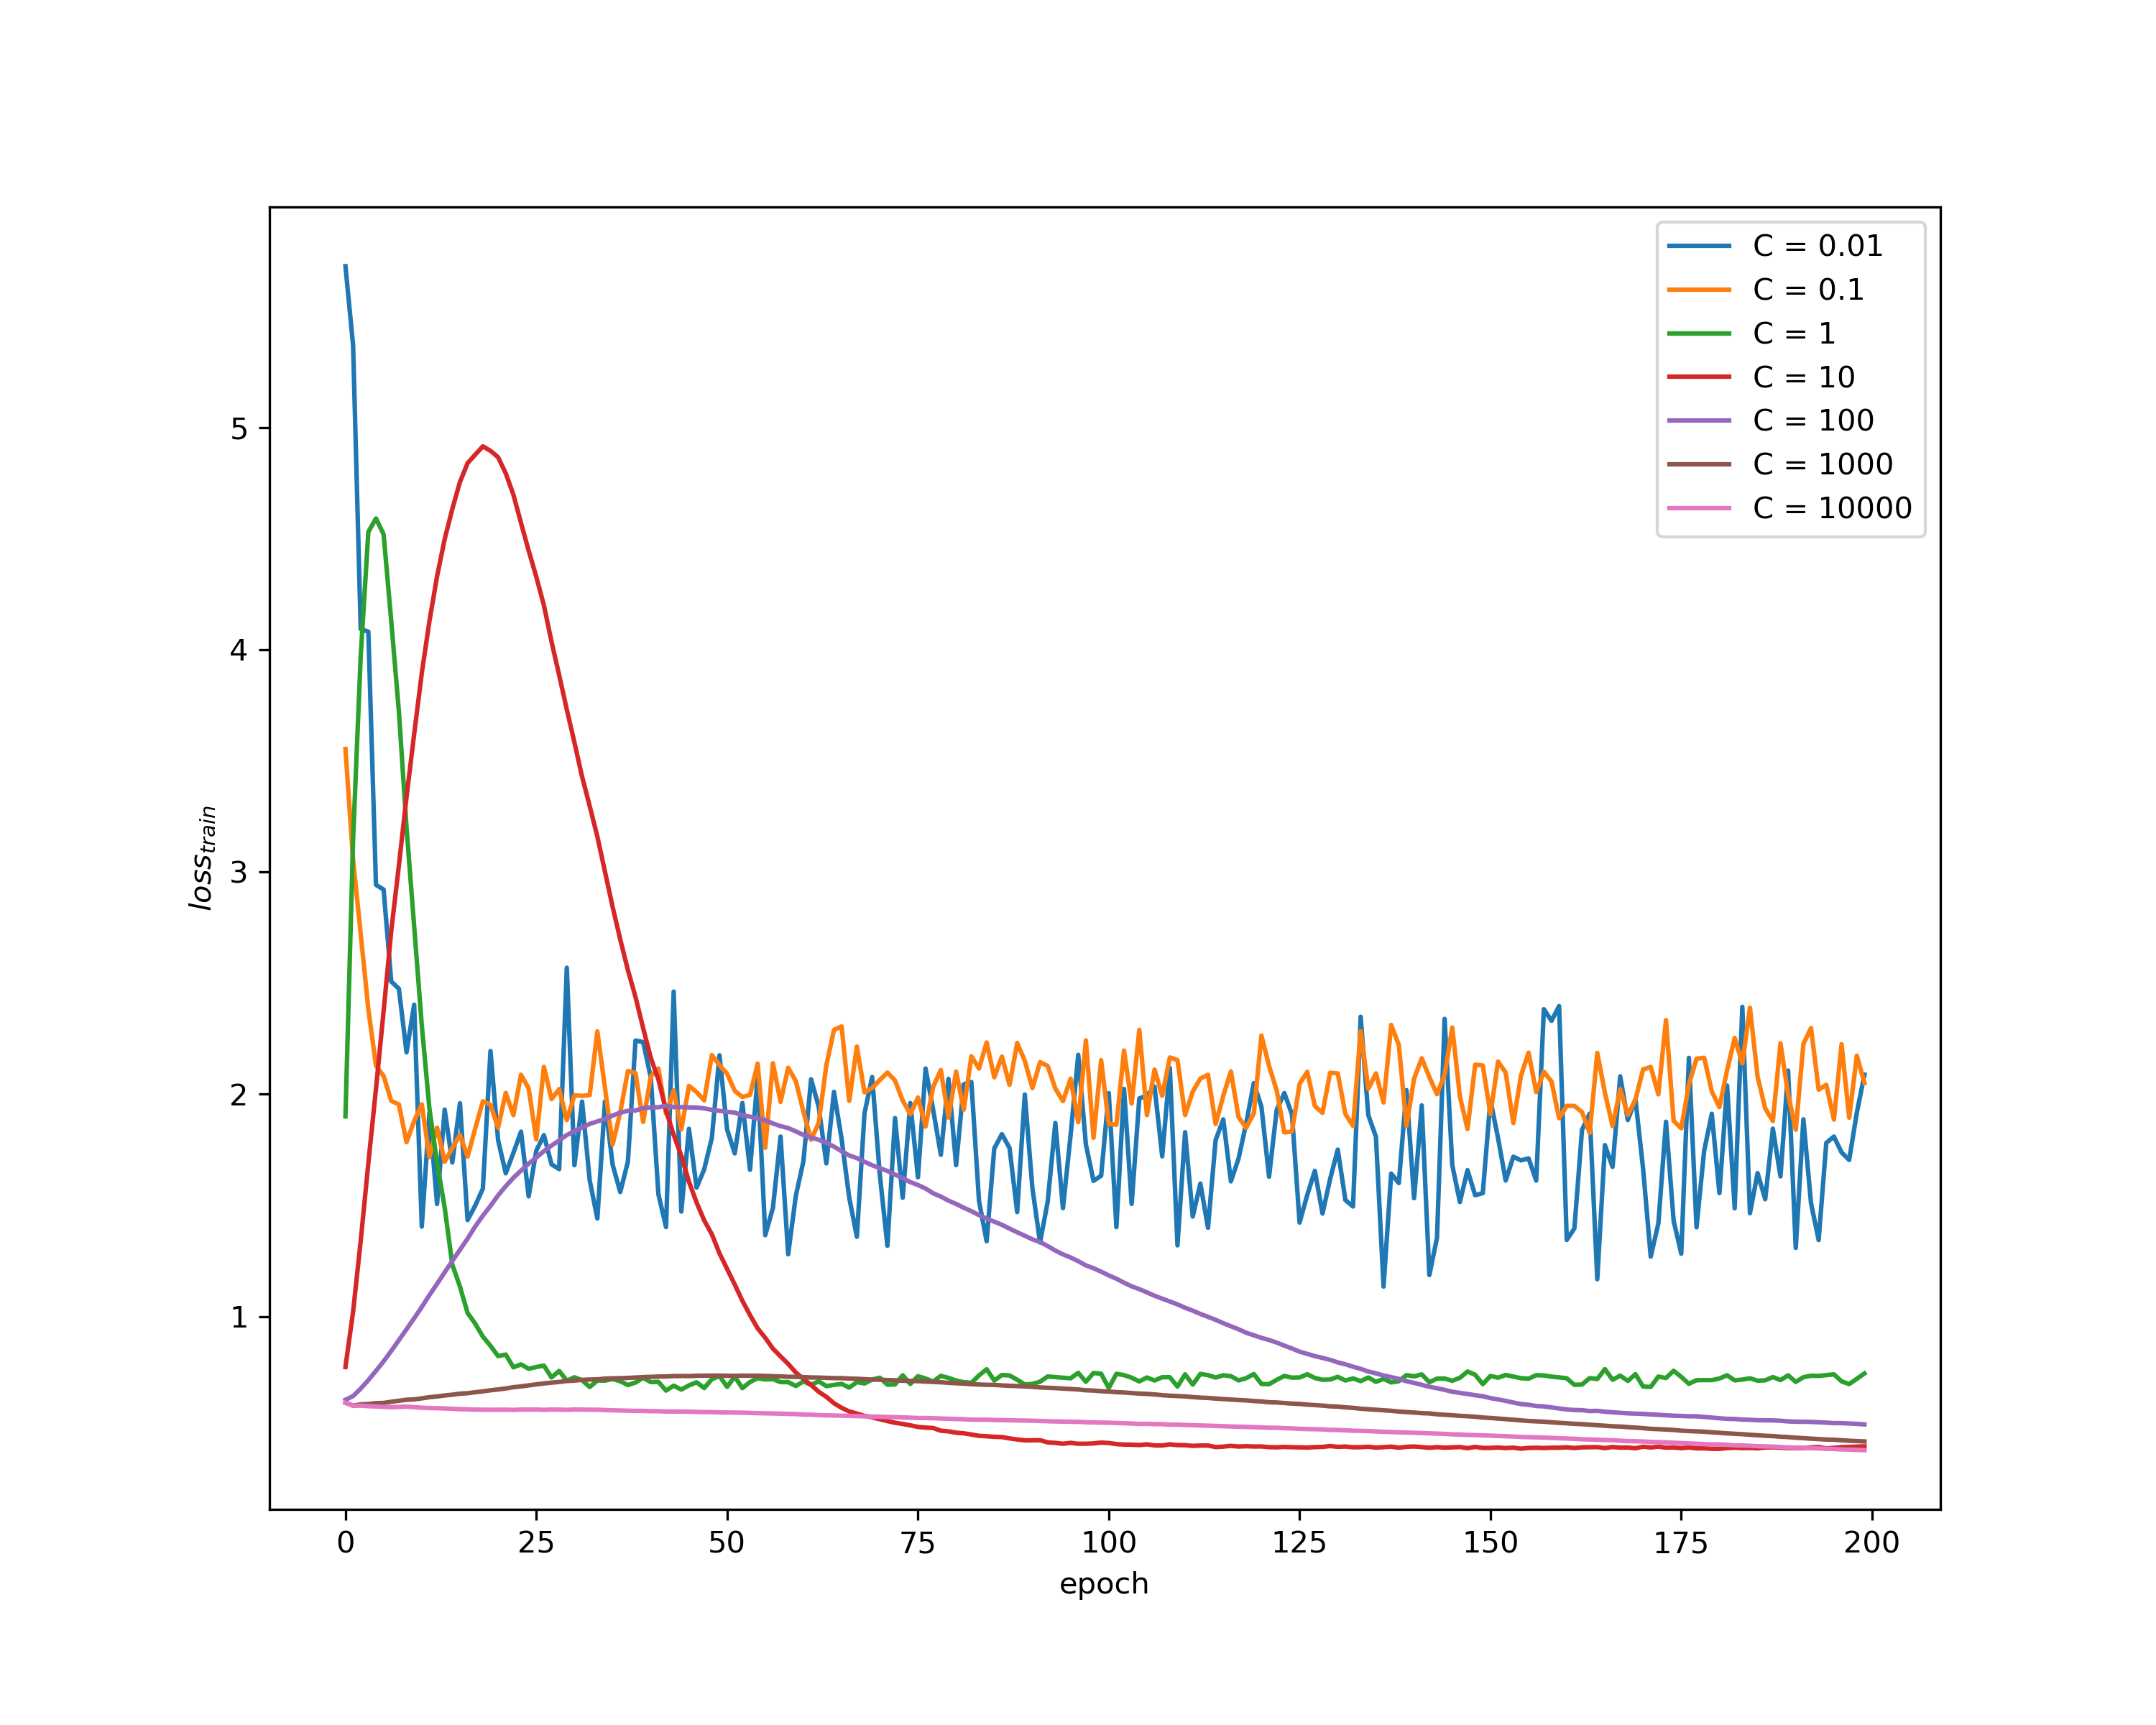 C = 0.01
C = 0.1
C = 1
C = 10
C = 100
C = 1000
C = 10000
5
4
3
2
1
loss_train
0 25 50 75 100 125 150 175 200
epoch